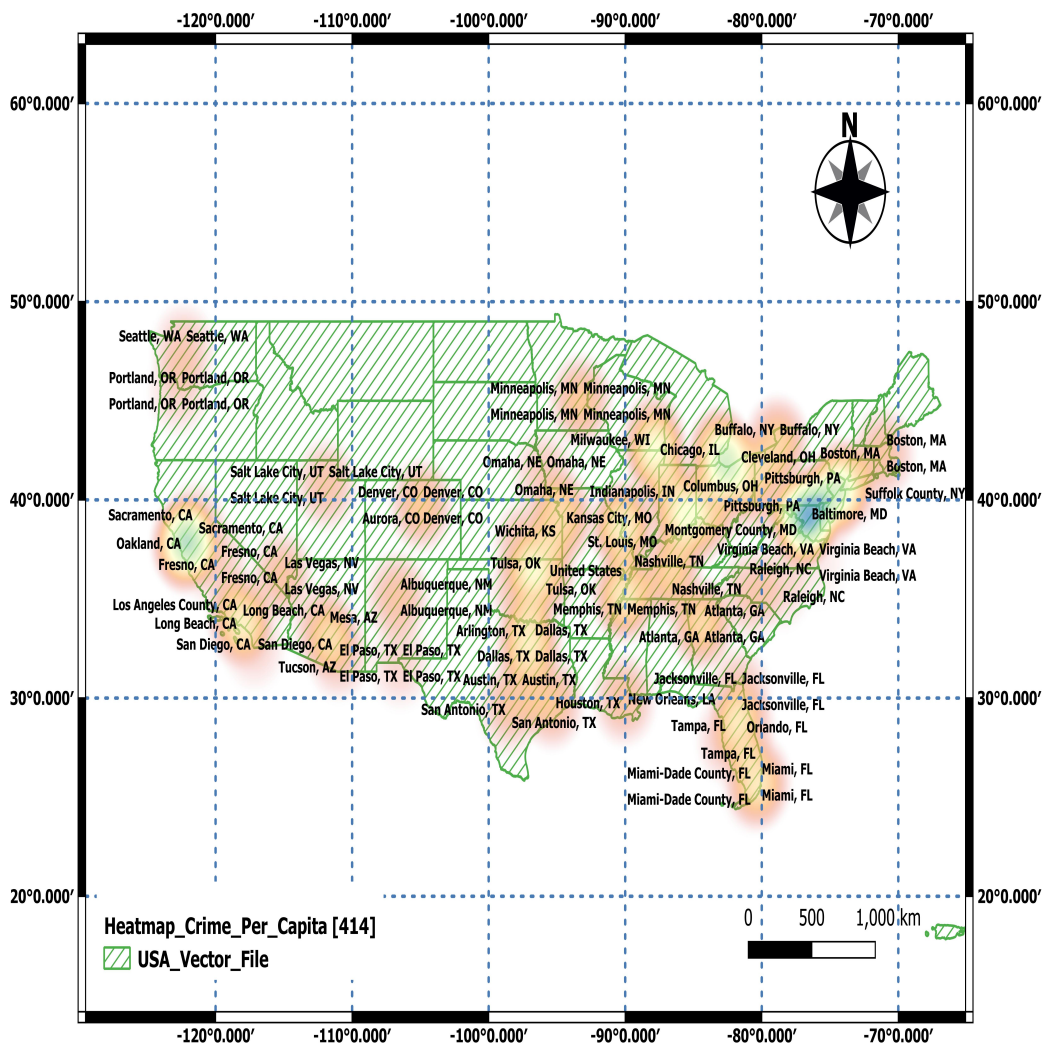 -120°0.000′ -110°0.000′ -100°0.000′ -90°0.000′ -80°0.000′ -70°0.000′
60°0.000′ 60°0.000′
N
50°0.000′ 50°0.000′
Seattle, WA Seattle, WA
Portland, OR Portland, OR
Minneapolis, MN Minneapolis, MN
Portland, OR Portland, OR
Minneapolis, MN Minneapolis, MN
Buffalo, NY Buffalo, NY
Milwaukee, WI
Boston, MA
Chicago, IL
Cleveland, OH Boston, MA
Omaha, NE Omaha, NE
Boston, MA
Salt Lake City, UT Salt Lake City, UT
Pittsburgh, PA
Columbus, OH
Denver, CO Denver, CO
Omaha, NE
Indianapolis, IN
Suffolk County, NY
Salt Lake City, UT
40°0.000′ 40°0.000′
Pittsburgh, PA
Sacramento, CA
Baltimore, MD
Aurora, CO Denver, CO
Kansas City, MO
Sacramento, CA
Wichita, KS
Montgomery County, MD
Oakland, CA
St. Louis, MO
Fresno, CA
Virginia Beach, VA Virginia Beach, VA
Fresno, CA
Las Vegas, NV
Tulsa, OK
Nashville, TN
United States
Raleigh, NC
Fresno, CA
Virginia Beach, VA
Albuquerque, NM
Las Vegas, NV
Tulsa, OK
Nashville, TN
Raleigh, NC
Los Angeles County, CA
Long Beach, CA
Albuquerque, NM
Memphis, TN Memphis, TN
Atlanta, GA
Mesa, AZ
Long Beach, CA
Arlington, TX Dallas, TX
Atlanta, GA Atlanta, GA
San Diego, CA San Diego, CA
El Paso, TX El Paso, TX
Dallas, TX Dallas, TX
Tucson, AZ
El Paso, TX El Paso, TX
Austin, TX Austin, TX
Jacksonville, FL Jacksonville, FL
30°0.000′ 30°0.000′
New Orleans, LA
Houston, TX
Jacksonville, FL
San Antonio, TX
San Antonio, TX
Tampa, FL
Orlando, FL
Tampa, FL
Miami-Dade County, FL
Miami, FL
Miami-Dade County, FL
Miami, FL
20°0.000′ 20°0.000′
Heatmap_Crime_Per_Capita [414]
USA_Vector_File
0 500 1,000 km
-120°0.000′ -110°0.000′ -100°0.000′ -90°0.000′ -80°0.000′ -70°0.000′